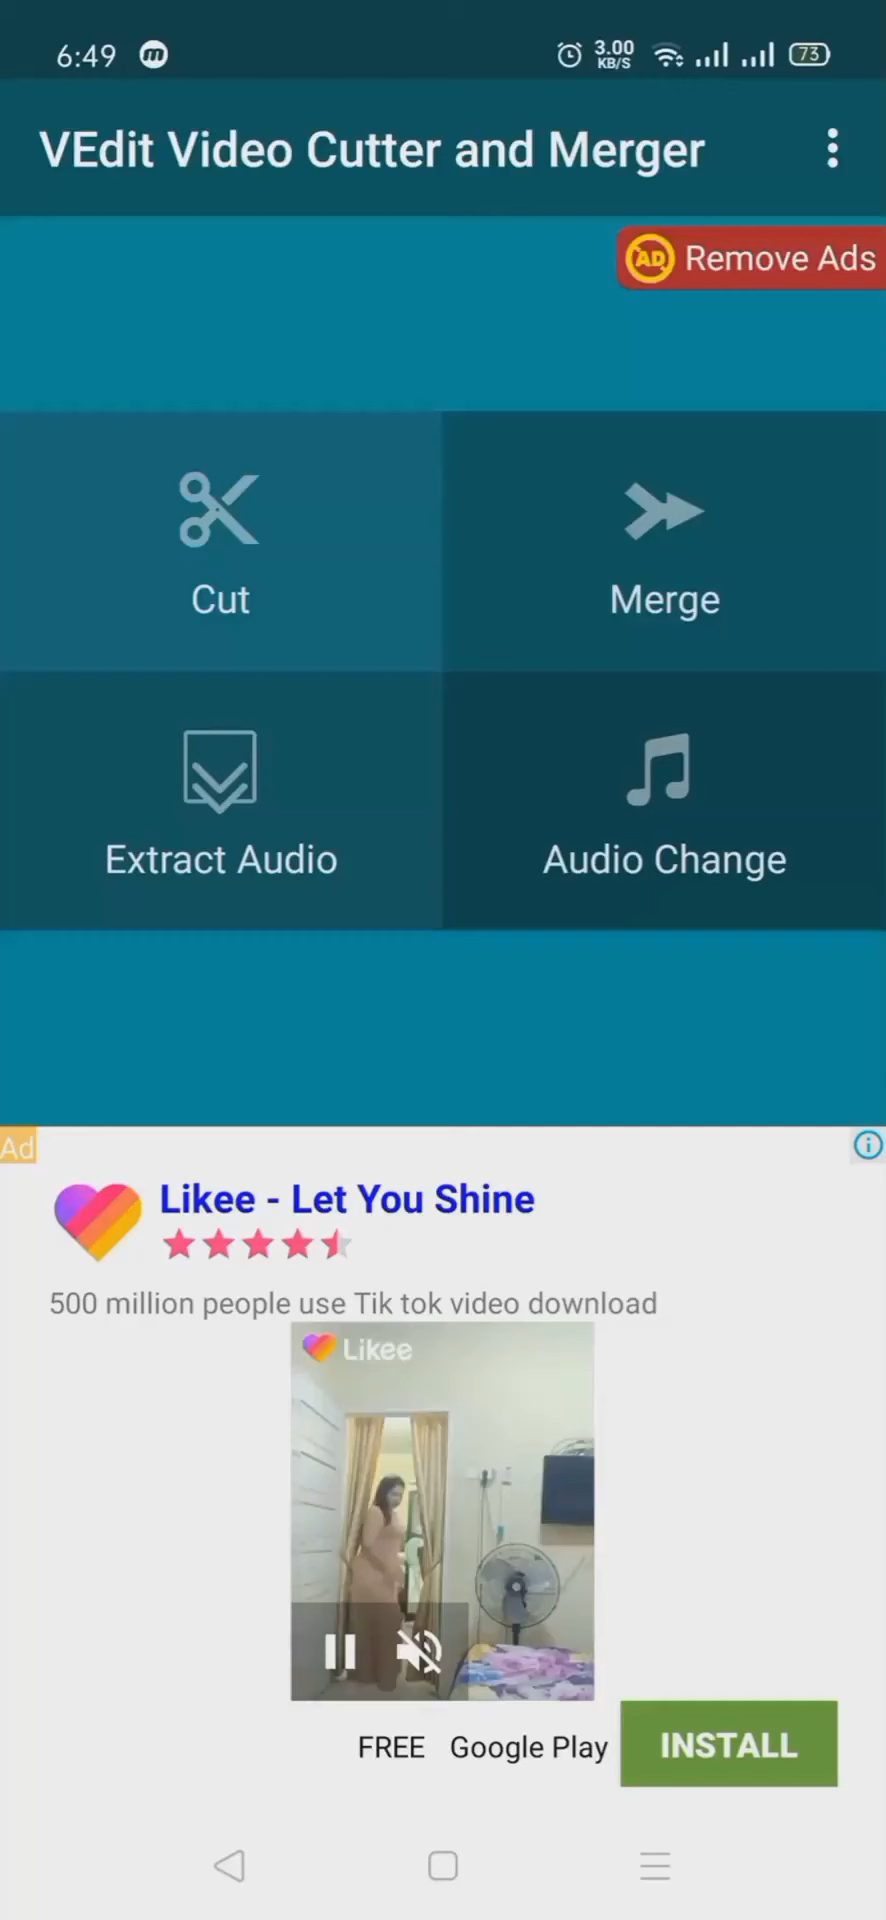 6:49
3.00
KB/S
73
VEdit Video Cutter and Merger
AD Remove Ads
Cut
Merge
Extract Audio
Audio Change
Ad
Likee - Let You Shine
500 million people use Tik tok video download
Likee
FREE Google Play INSTALL